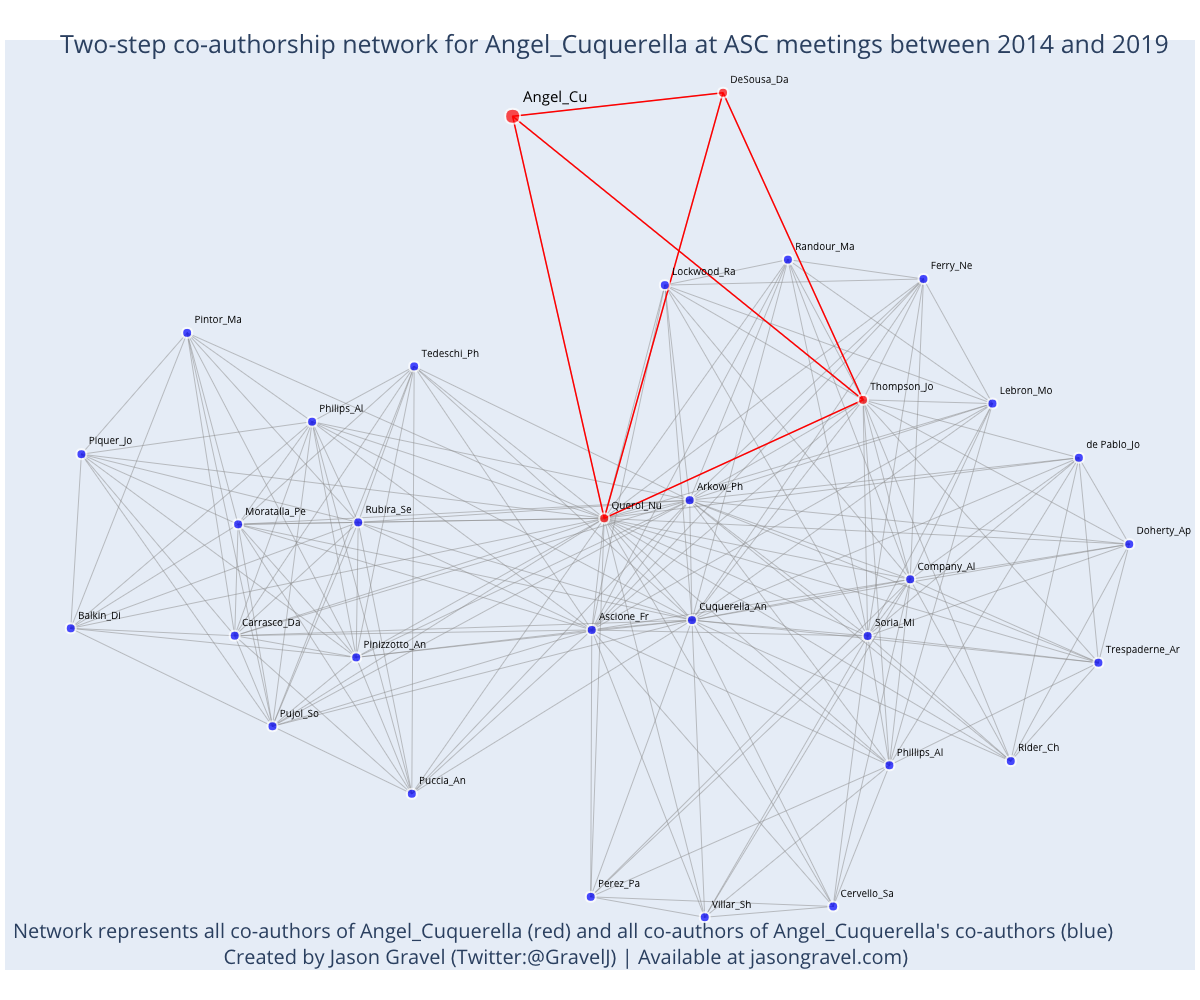 Two-step co-authorship network for Angel_Cuquerella at ASC meetings between 2014 and 2019
DeSousa_Da
Angel_Cu
Randour_Ma
Ferry_Ne
Lockwood_Ra
Pintor_Ma
Tedeschi_Ph
Thompson_Jo
Lebron_Mo
Philips_Al
Piquer_Jo
de Pablo_Jo
Arkow_Ph
Querol_Nú
Moratalla_Pe
Rubíra_Se
Doherty_Ap
Company_Al
Cuquerella_An
Balkin_Di
Carrasco_Da
Ascione_Fr
Soria_Mi
Pinizzotto_An
Trespaderne_Ar
Pujol_So
Rider_Ch
Phillips_Al
Puccia_An
Perez_Pa
Cervello_Sa
Villar_Sh
Network represents all co-authors of Angel_Cuquerella (red) and all co-authors of Angel_Cuquerella's co-authors (blue)
Created by Jason Gravel (Twitter:@GravelJ) | Available at jasongravel.com)